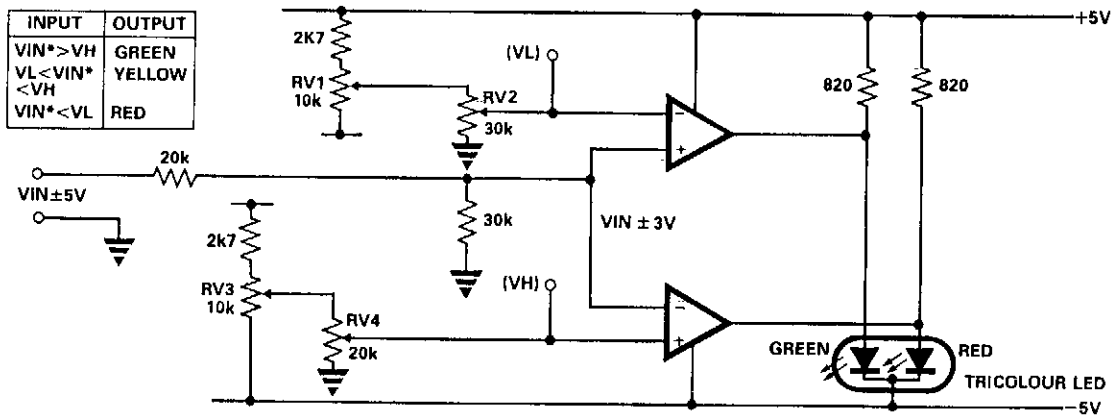 INPUT OUTPUT
VIN*>VH GREEN
VL<VIN* YELLOW
<VH
VIN*<VL RED
+5V
2K7
RV1
10k
RV2
30k
(VL)
820
820
−
+
20k
VIN±5V
30k
VIN ± 3V
2k7
RV3
10k
RV4
20k
(VH)
−
+
GREEN
RED
TRICOLOUR LED
−5V